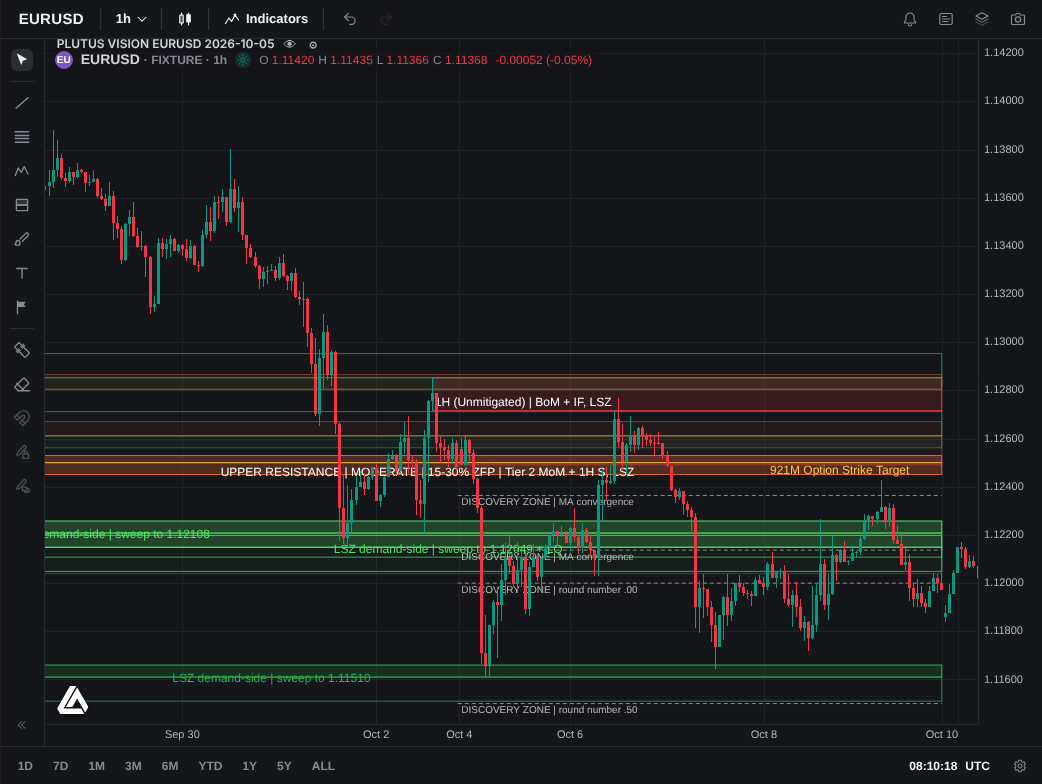 EURUSD 1h Indicators
PLUTUS VISION EURUSD 2026-10-05
EU EURUSD · FIXTURE · 1h O 1.11420 H 1.11435 L 1.11366 C 1.11368 -0.00052 (-0.05%)
1.14200
1.14000
1.13800
1.13600
1.13400
1.13200
1.13000
1.12800
LH (Unmitigated) | BoM + IF, LSZ
1.12600
UPPER RESISTANCE | MODERATE | 15-30% ZFP | Tier 2 MoM + 1H S, LSZ
921M Option Strike Target
1.12400
DISCOVERY ZONE | MA convergence
1.12200
emand-side | sweep to 1.12108
LSZ demand-side | sweep to 1.12049 + EQ
DISCOVERY ZONE | MA convergence
1.12000
DISCOVERY ZONE | round number .00
1.11800
1.11600
LSZ demand-side | sweep to 1.11510
DISCOVERY ZONE | round number .50
Sep 30 Oct 2 Oct 4 Oct 6 Oct 8 Oct 10
1D 7D 1M 3M 6M YTD 1Y 5Y ALL 08:10:18 UTC